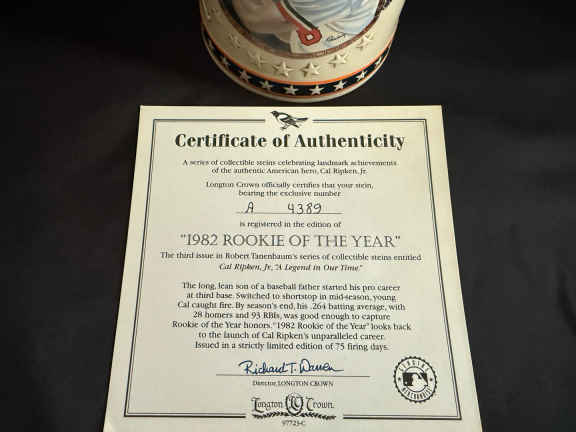 Certificate of Authenticity
A series of collectible steins celebrating landmark achievements
of the authentic American hero, Cal Ripken, Jr.
Longton Crown officially certifies that your stein,
bearing the exclusive number
A 4389
is registered in the edition of
"1982 ROOKIE OF THE YEAR"
The third issue in Robert Tanenbaum's series of collectible steins entitled
Cal Ripken, Jr., "A Legend in Our Time."
The long, lean son of a baseball father started his pro career
at third base. Switched to shortstop in mid-season, young
Cal caught fire. By season's end, his .264 batting average, with
28 homers and 93 RBIs, was good enough to capture
Rookie of the Year honors. "1982 Rookie of the Year" looks back
to the launch of Cal Ripken's unparalleled career.
Issued in a strictly limited edition of 75 firing days.
Richard T. Warren
Director, LONGTON CROWN
GENUINE
MERCHANDISE
Longton Crown
97723-C